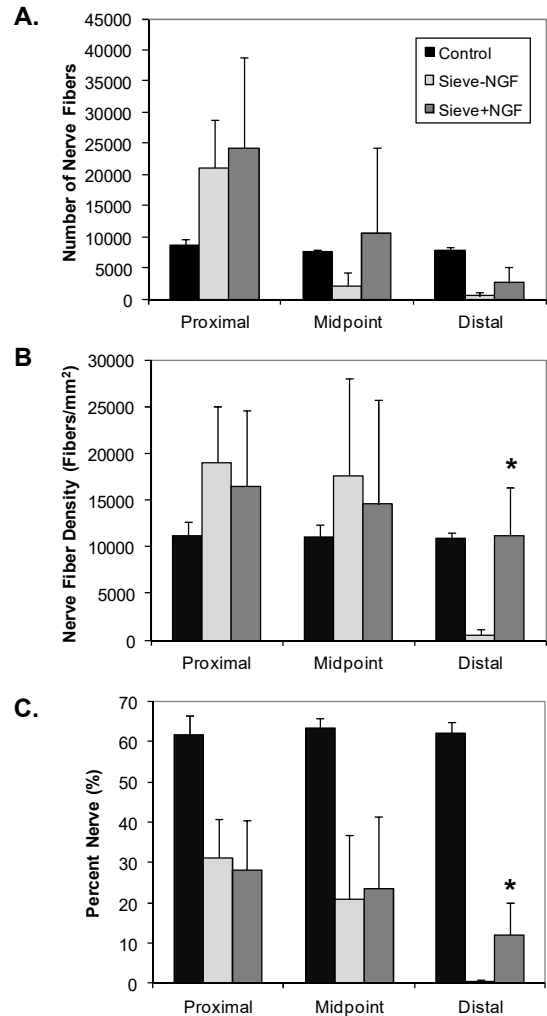 A.
Number of Nerve Fibers
45000
40000
35000
30000
25000
20000
15000
10000
5000
0
Control
Sieve-NGF
Sieve+NGF
Proximal Midpoint Distal
B
Nerve Fiber Density (Fibers/mm²)
30000
25000
20000
15000
10000
5000
0
*
Proximal Midpoint Distal
C.
Percent Nerve (%)
70
60
50
40
30
20
10
0
*
Proximal Midpoint Distal